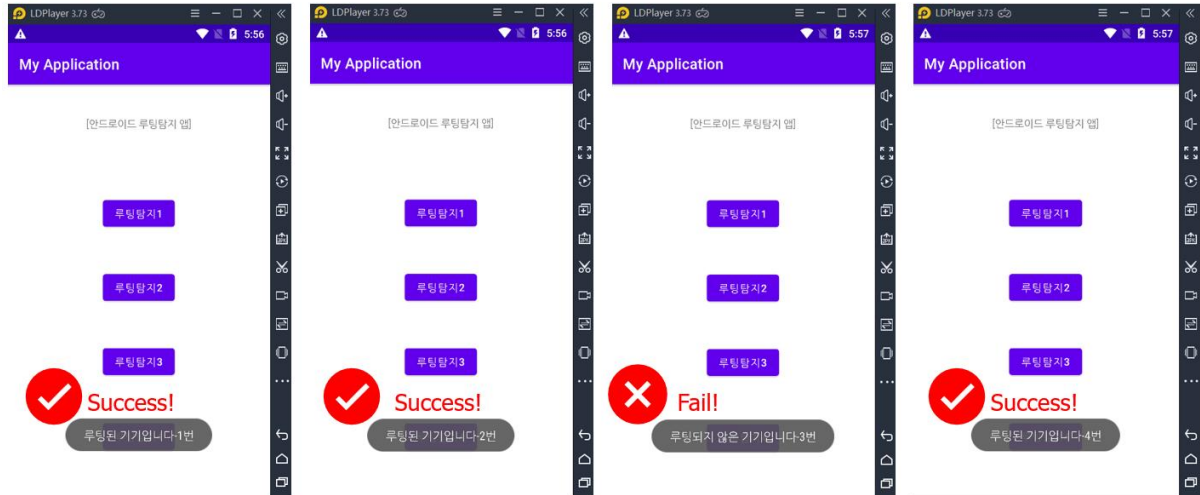 LDPlayer 3.73
5:56
My Application
[안드로이드 루팅탐지 앱]
루팅탐지1
루팅탐지2
루팅탐지3
Success!
루팅된 기기입니다-1번
LDPlayer 3.73
5:56
My Application
[안드로이드 루팅탐지 앱]
루팅탐지1
루팅탐지2
루팅탐지3
Success!
루팅된 기기입니다-2번
LDPlayer 3.73
5:57
My Application
[안드로이드 루팅탐지 앱]
루팅탐지1
루팅탐지2
루팅탐지3
Fail!
루팅되지 않은 기기입니다-3번
LDPlayer 3.73
5:57
My Application
[안드로이드 루팅탐지 앱]
루팅탐지1
루팅탐지2
루팅탐지3
Success!
루팅된 기기입니다-4번